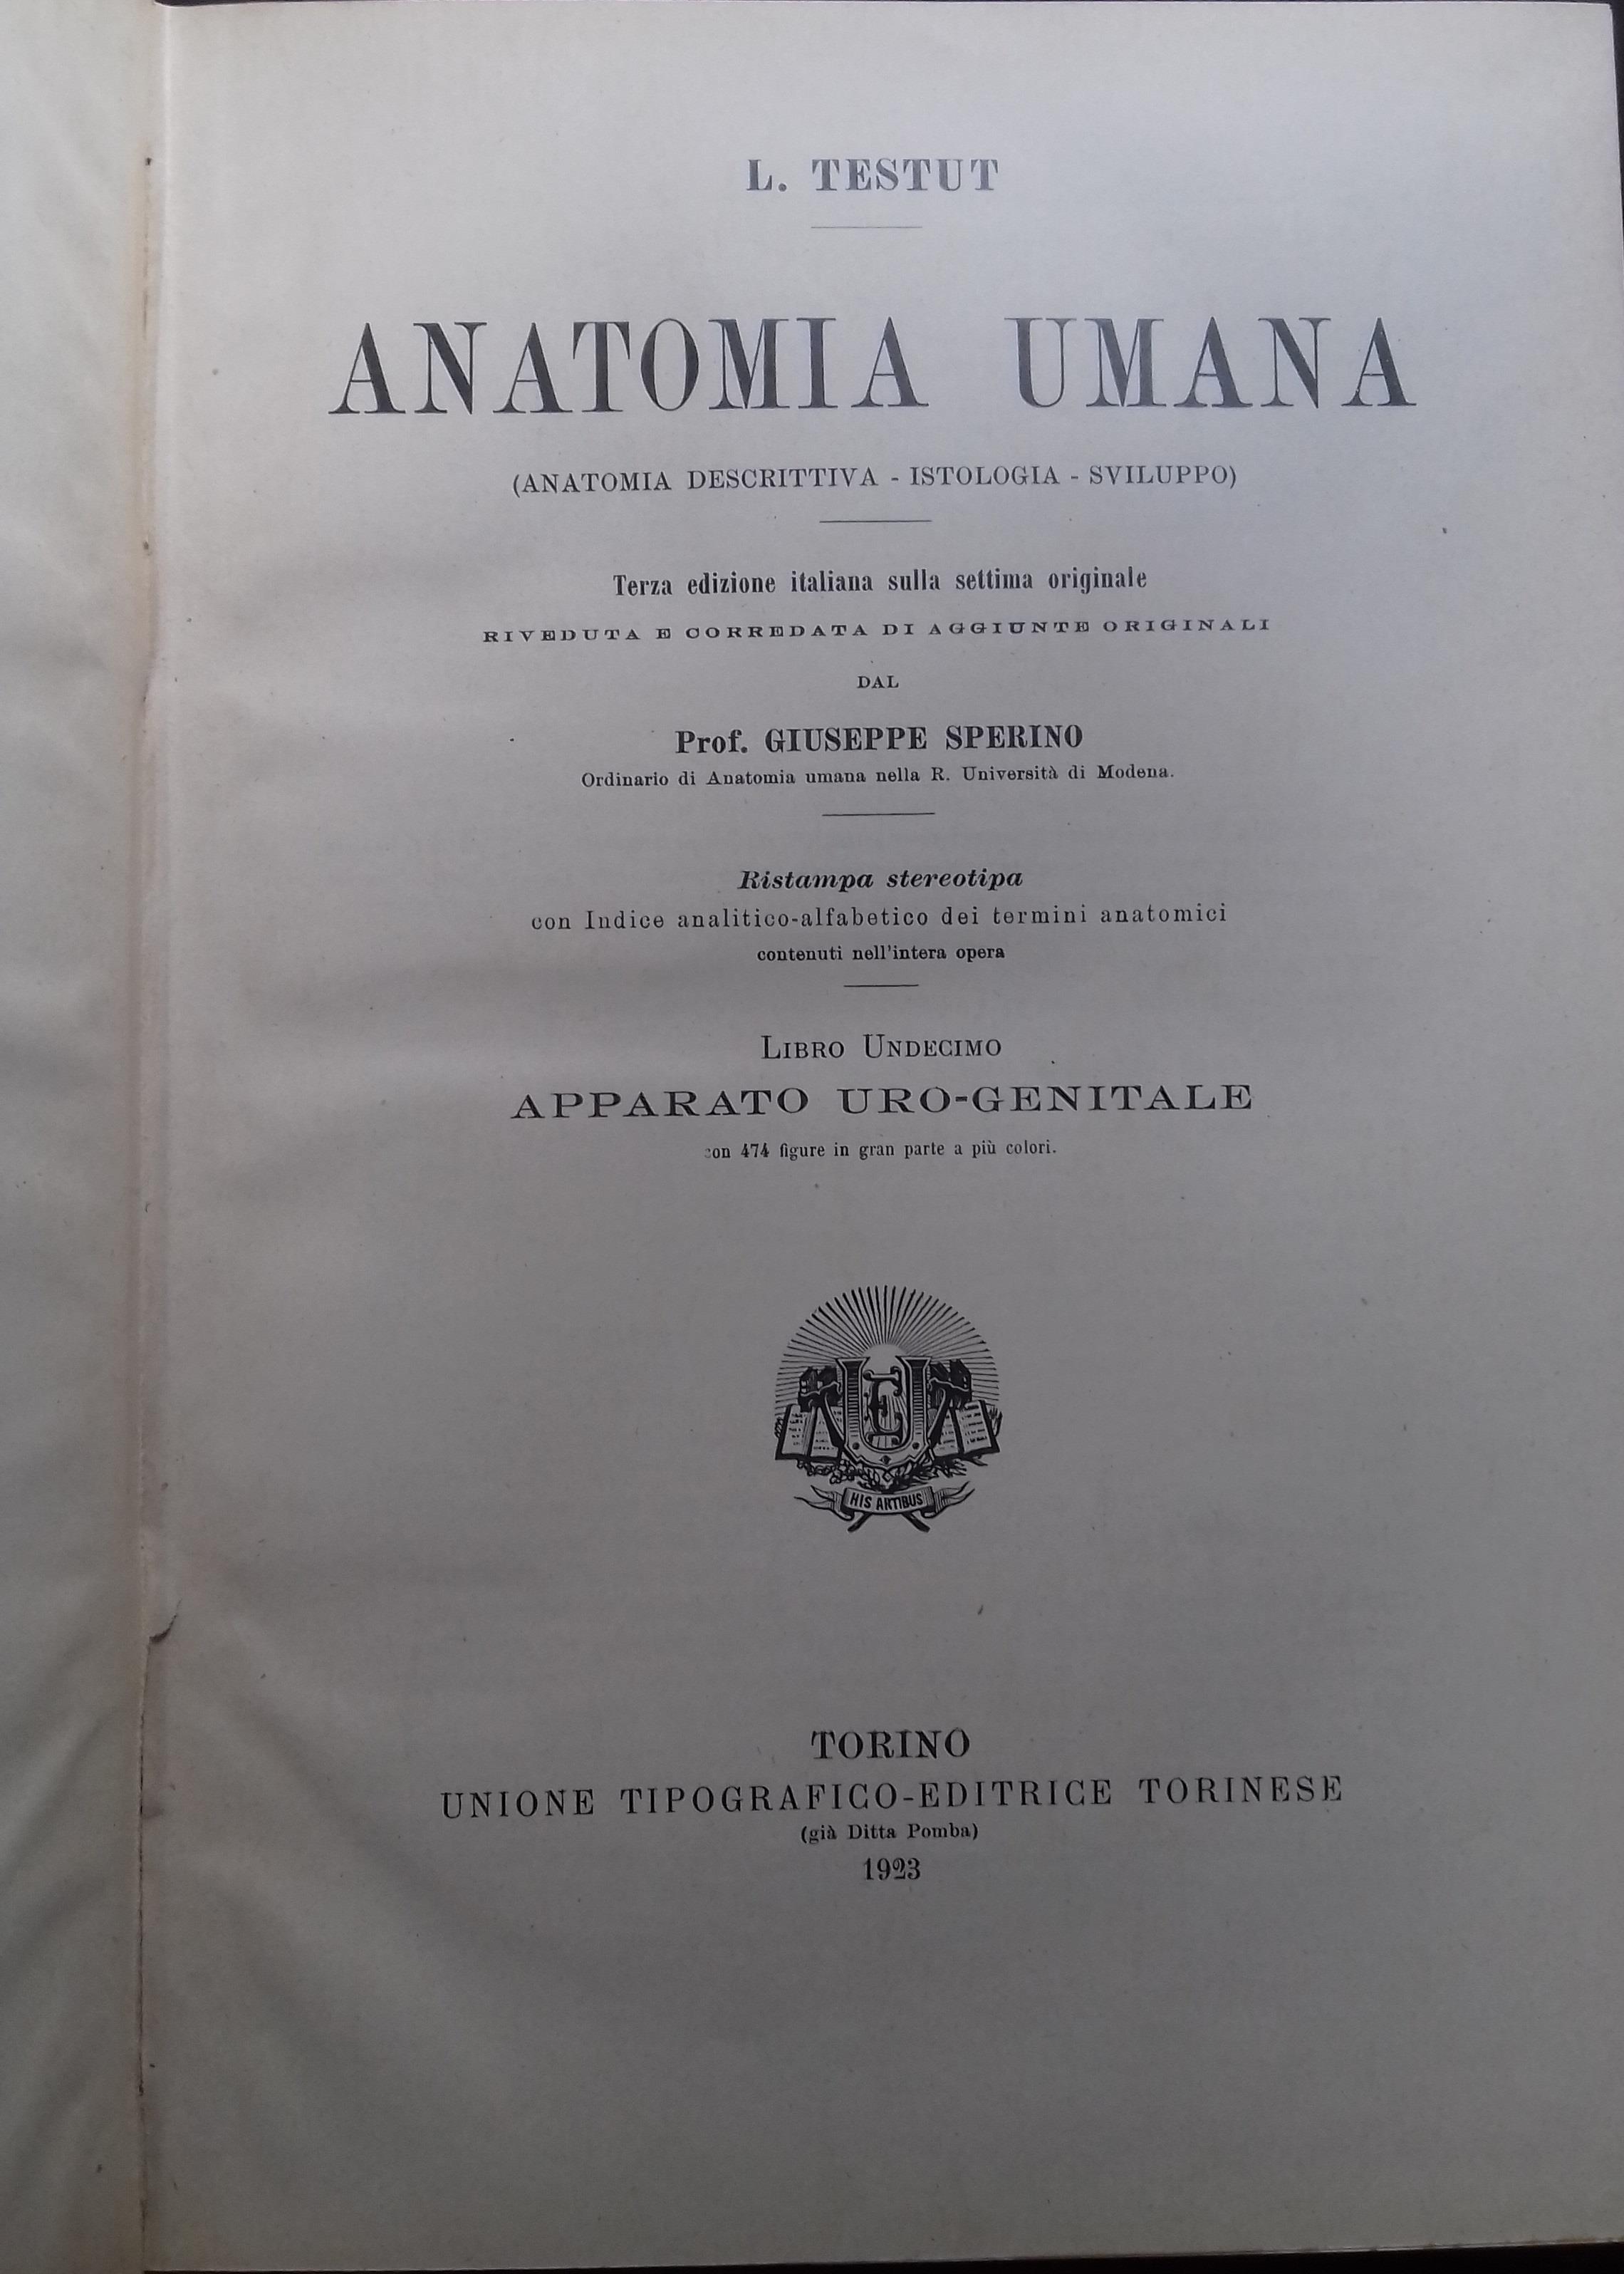 L. TESTUT
ANATOMIA UMANA
(ANATOMIA DESCRITTIVA - ISTOLOGIA - SVILUPPO)
Terza edizione italiana sulla settima originale
RIVEDUTA E CORREDATA DI AGGIUNTE ORIGINALI
DAL
Prof. GIUSEPPE SPERINO
Ordinario di Anatomia umana nella R. Università di Modena.
Ristampa stereotipa
con Indice analitico-alfabetico dei termini anatomici
contenuti nell'intera opera
LIBRO UNDECIMO
APPARATO URO-GENITALE
con 474 figure in gran parte a più colori.
UE
HIS ARTIBUS
TORINO
UNIONE TIPOGRAFICO-EDITRICE TORINESE
(già Ditta Pomba)
1923